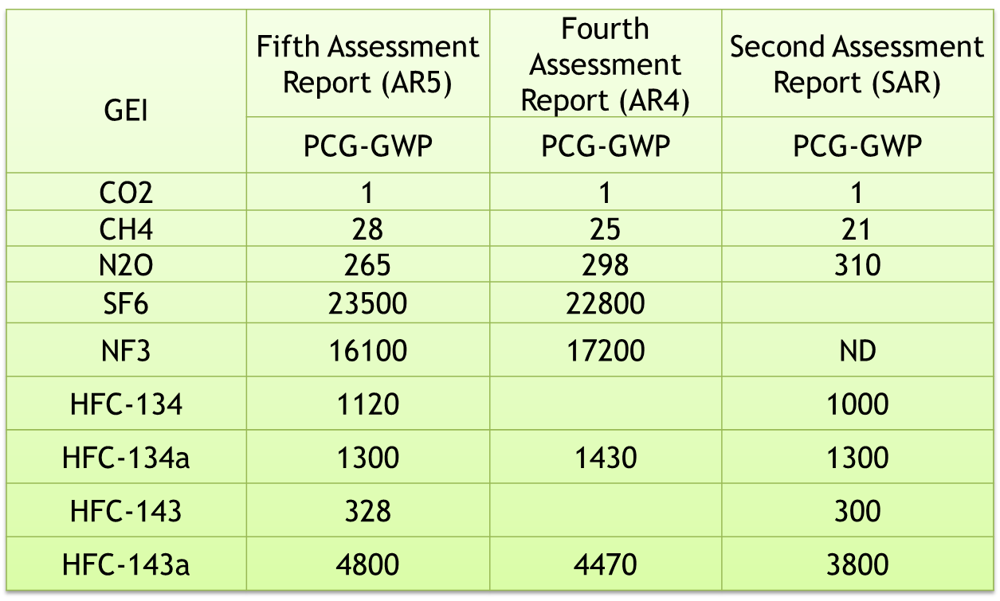 GEI
Fifth Assessment
Report (AR5)
Fourth
Assessment
Report (AR4)
Second Assessment
Report (SAR)
PCG-GWP PCG-GWP PCG-GWP
CO2 1 1 1
CH4 28 25 21
N2O 265 298 310
SF6 23500 22800
NF3 16100 17200 ND
HFC-134 1120 1000
HFC-134a 1300 1430 1300
HFC-143 328 300
HFC-143a 4800 4470 3800